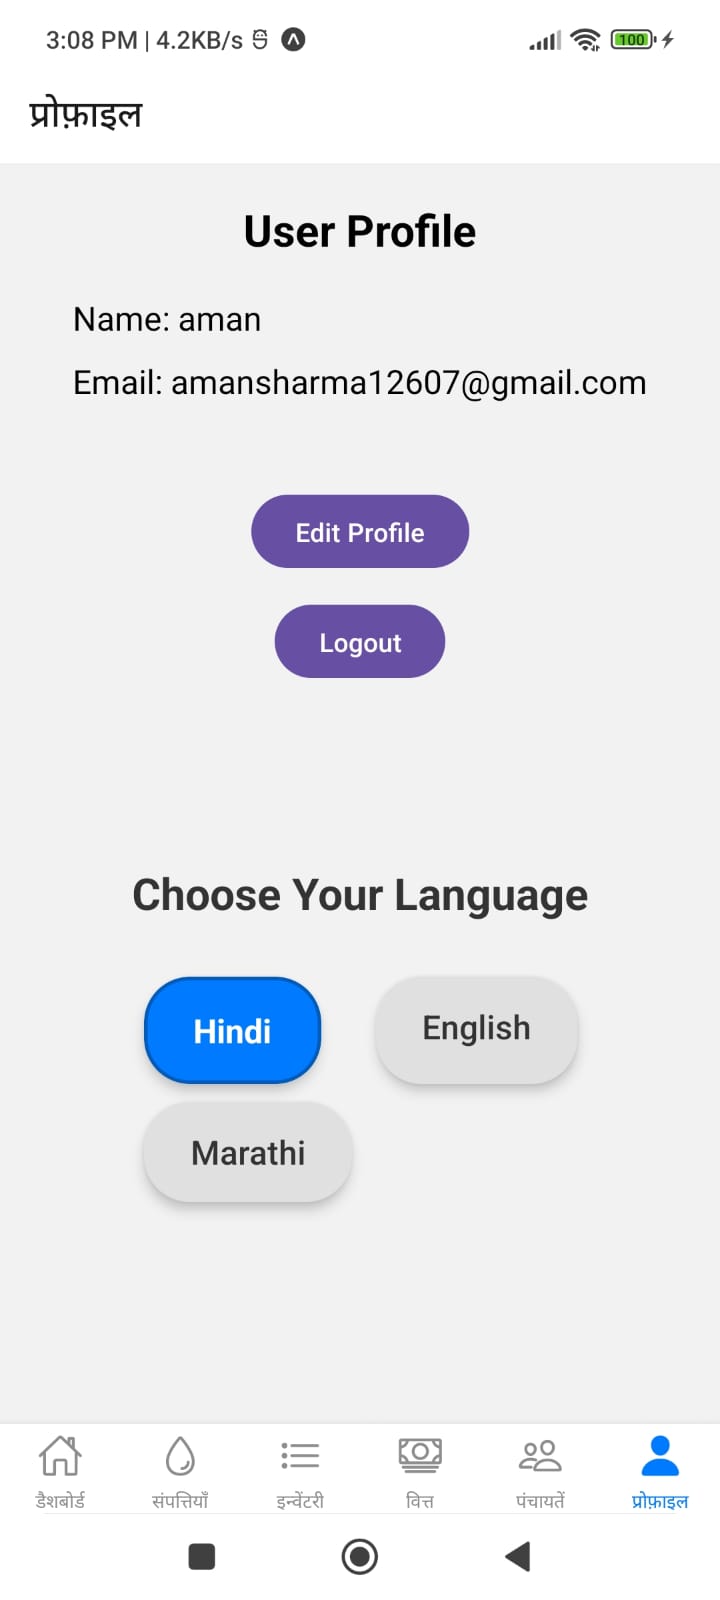 3:08 PM | 4.2KB/s
100
प्रोफ़ाइल
User Profile
Name: aman
Email: amansharma12607@gmail.com
Edit Profile
Logout
Choose Your Language
Hindi English
Marathi
डैशबोर्ड संपत्तियाँ इन्वेंटरी वित्त पंचायतें प्रोफ़ाइल